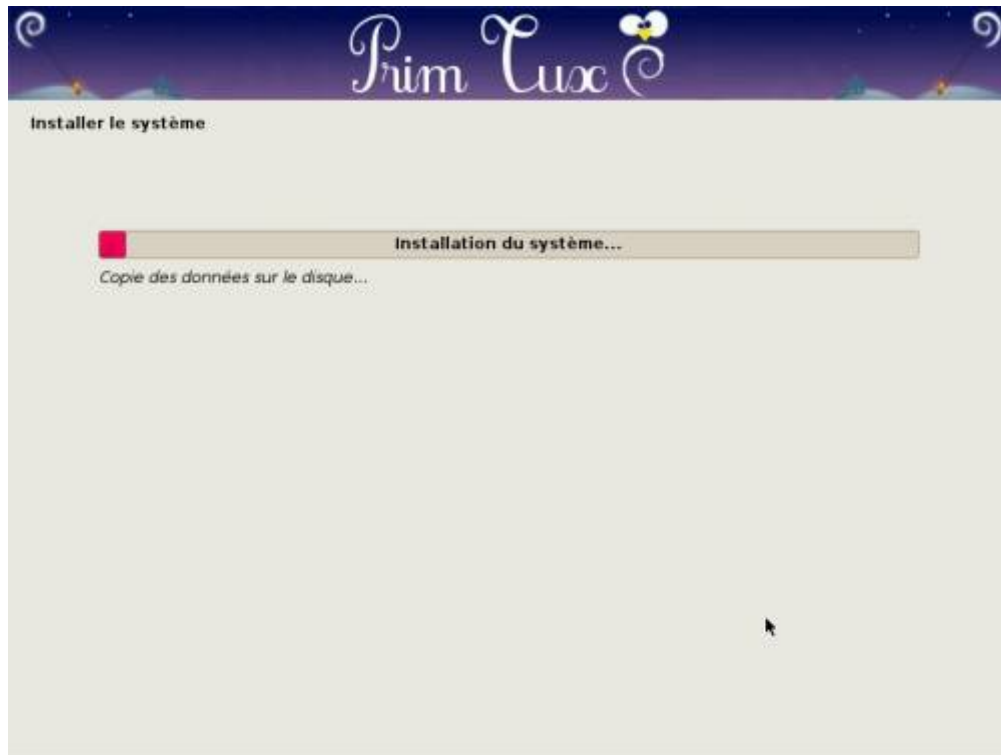 Prim Tux
Installer le système
Installation du système...
Copie des données sur le disque...